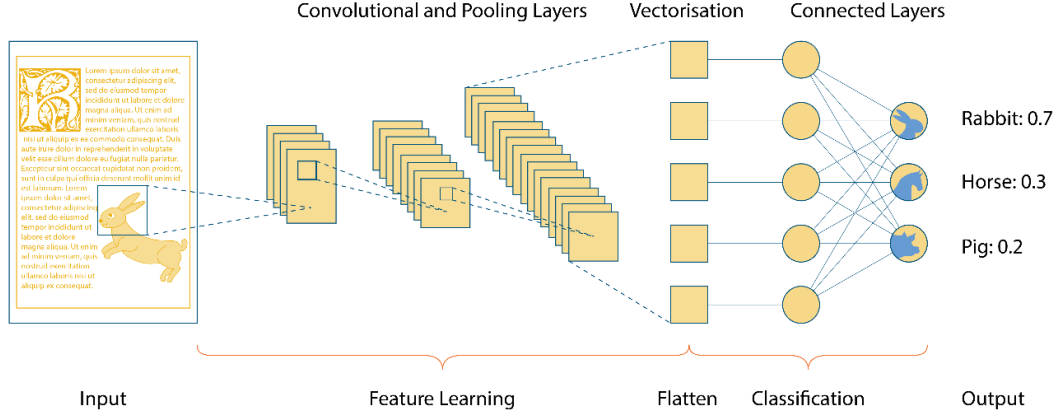 Convolutional and Pooling Layers
Vectorisation
Connected Layers
Lorem ipsum dolor sit amet,
consectetur adipiscing elit,
sed do eiusmod tempor
incididunt ut labore et dolore
magna aliqua. Ut enim ad
minim veniam, quis nostrud
exercitation ullamco laboris
nisi ut aliquip ex ea commodo consequat. Duis
aute irure dolor in reprehenderit in voluptate
velit esse cillum dolore eu fugiat nulla pariatur.
Excepteur sint occaecat cupidatat non proident,
sunt in culpa qui officia deserunt mollit anim id
est laborum. Lorem
ipsum dolor sit amet,
consectetur adipiscing
elit, sed do eiusmod
tempor incididunt ut
labore et dolore
magna aliqua. Ut enim
ad minim veniam, quis
nostrud exercitation
ullamco laboris nisi ut
aliquip ex consequat.
Rabbit: 0.7
Horse: 0.3
Pig: 0.2
Input
Feature Learning
Flatten
Classification
Output